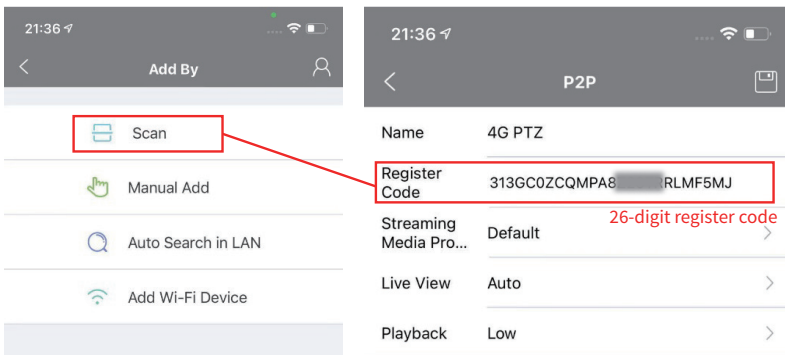 21:36
Add By
Scan
Manual Add
Auto Search in LAN
Add Wi-Fi Device
21:36
P2P
Name 4G PTZ
Register
Code
313GC0ZCQMPA8 RLMF5MJ
26-digit register code
Streaming
Media Pro...
Default
Live View Auto
Playback Low